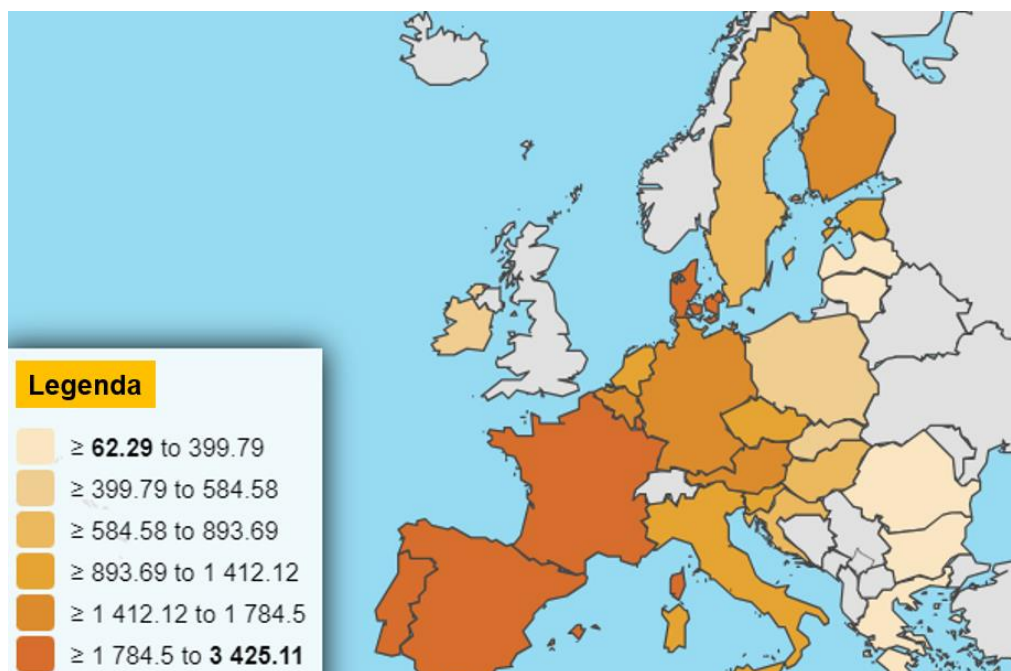 Legenda
≥ 62.29 to 399.79
≥ 399.79 to 584.58
≥ 584.58 to 893.69
≥ 893.69 to 1 412.12
≥ 1 412.12 to 1 784.5
≥ 1 784.5 to 3 425.11